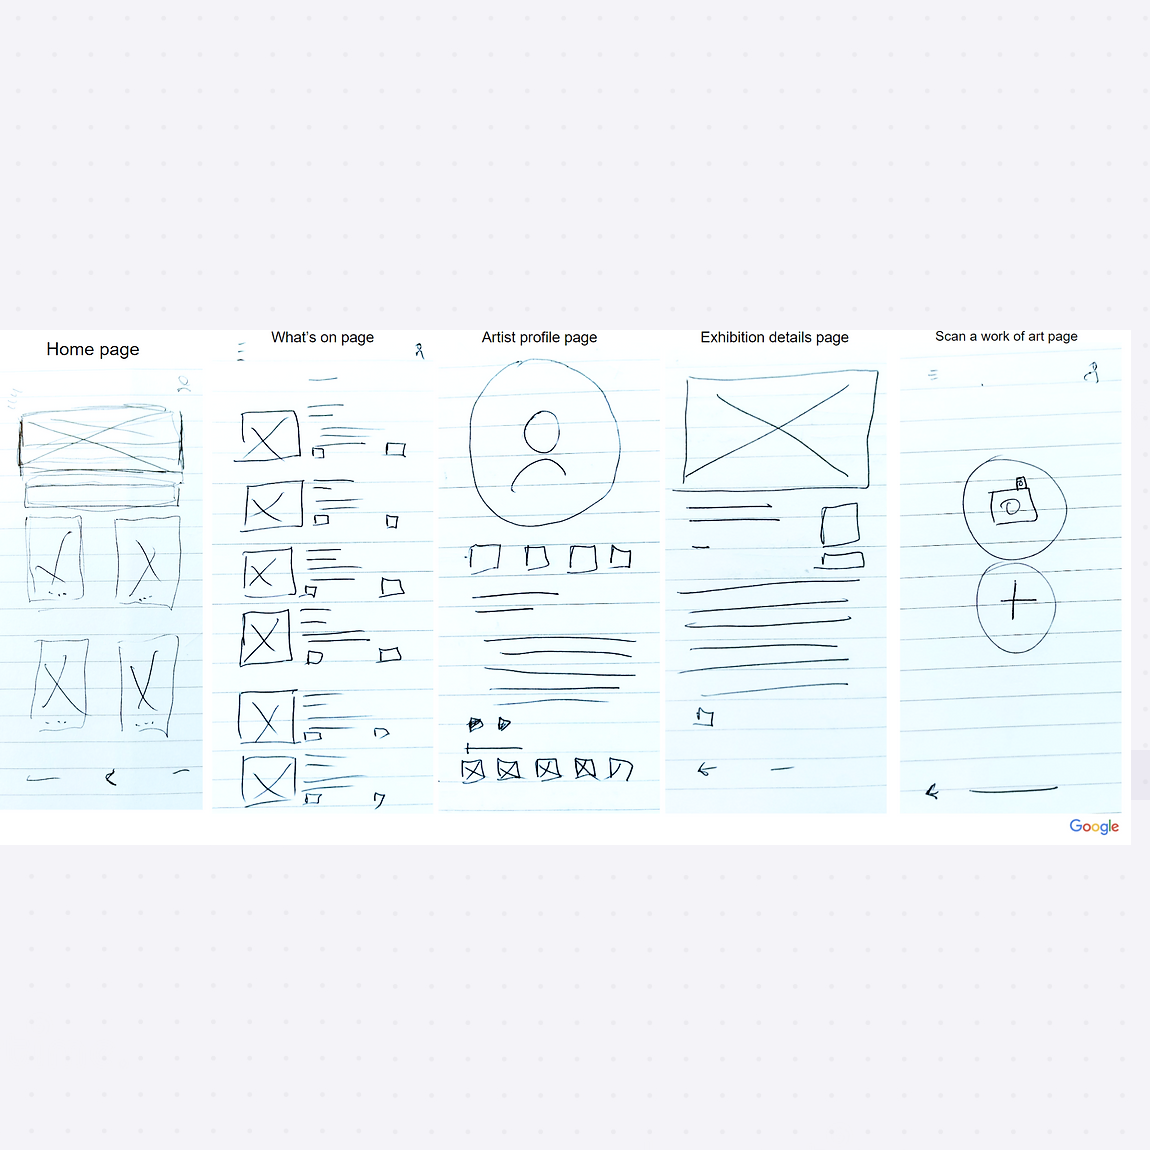 Home page
What's on page
Artist profile page
Exhibition details page
Scan a work of art page
Google